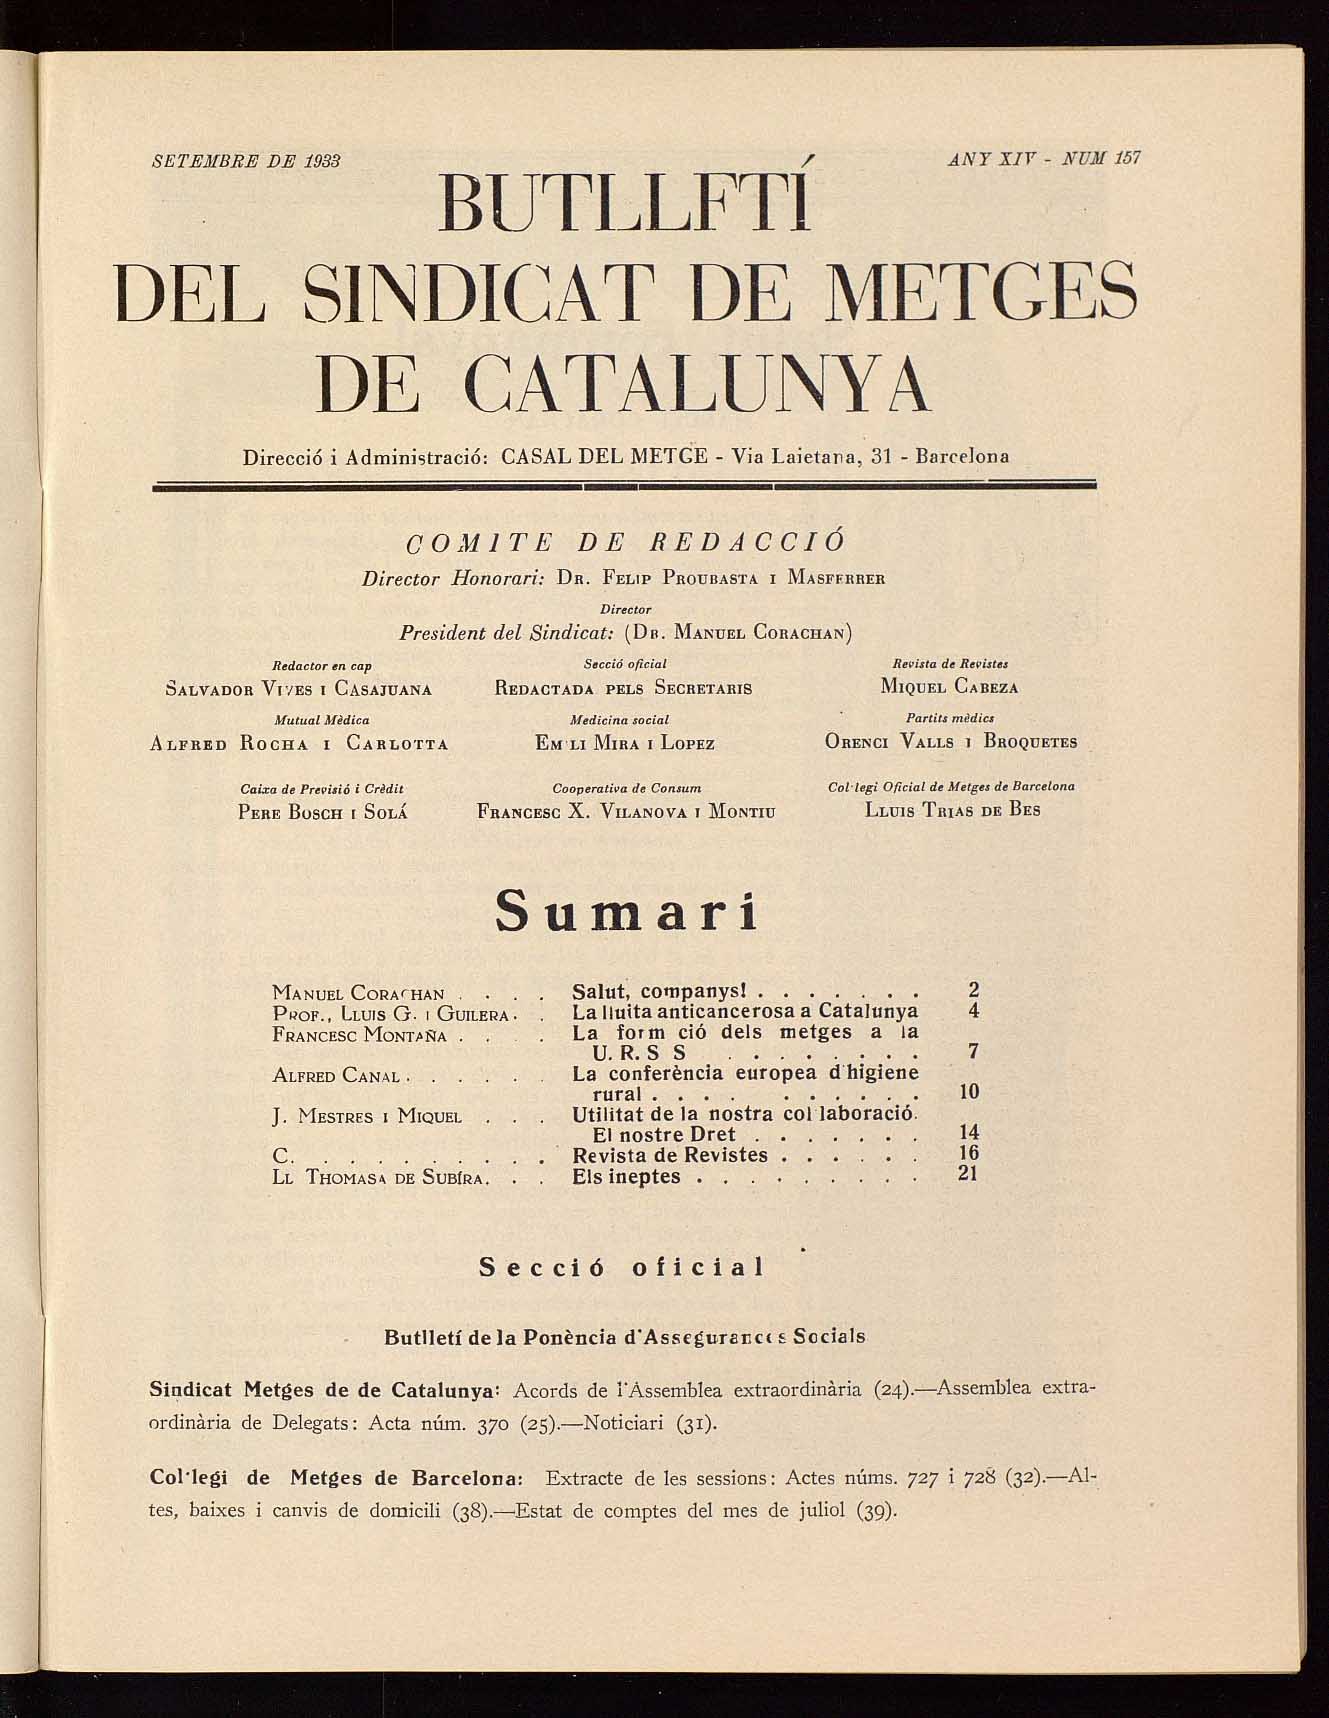 SETEMBRE DE 1933
ANY XIV - NUM 157
BUTLLETÍ
DEL SINDICAT DE METGES
DE CATALUNYA
Direcció i Administració: CASAL DEL METGE - Via Laietana, 31 - Barcelona
COMITE DE REDACCIÓ
Director Honorari: DR. FELIP PROUBASTA I MASFERRER
Director
President del Sindicat: (DR. MANUEL CORACHAN)
Redactor en cap
Secció oficial
Revista de Revistes
SALVADOR VIVES I CASAJUANA
REDACTADA PELS SECRETARIS
MIQUEL CABEZA
Mutual Mèdica
Medicina social
Partits mèdics
ALFRED ROCHA I CARLOTTA
EM LI MIRA I LOPEZ
ORENCI VALLS I BROQUETES
Caixa de Previsió i Crèdit
Cooperativa de Consum
Col·legi Oficial de Metges de Barcelona
PERE BOSCH I SOLÁ
FRANCESC X. VILANOVA I MONTIU
LLUIS TRIAS DE BES
Sumari
MANUEL CORACHAN . . . . Salut, companys! . . . . . . . 2
PROF., LLUIS G. I GUILERA . . La lluita anticancerosa a Catalunya 4
FRANCESC MONTAÑA . . . . La form ció dels metges a la
U. R. S S . . . . . . . . 7
ALFRED CANAL . . . . . . La conferència europea d'higiene
rural . . . . . . . . . . 10
J. MESTRES I MIQUEL . . . Utilitat de la nostra col laboració.
El nostre Dret . . . . . . . 14
C. . . . . . . . . . . Revista de Revistes . . . . . . 16
LL THOMASA DE SUBÍRA. . . Els ineptes . . . . . . . . . 21
Secció oficial
Butlletí de la Ponència d'Assegurances Socials
Sindicat Metges de de Catalunya: Acords de l'Assemblea extraordinària (24).—Assemblea extra-
ordinària de Delegats: Acta núm. 370 (25).—Noticiari (31).
Col·legi de Metges de Barcelona: Extracte de les sessions: Actes núms. 727 i 728 (32).—Al-
tes, baixes i canvis de domicili (38).—Estat de comptes del mes de juliol (39).